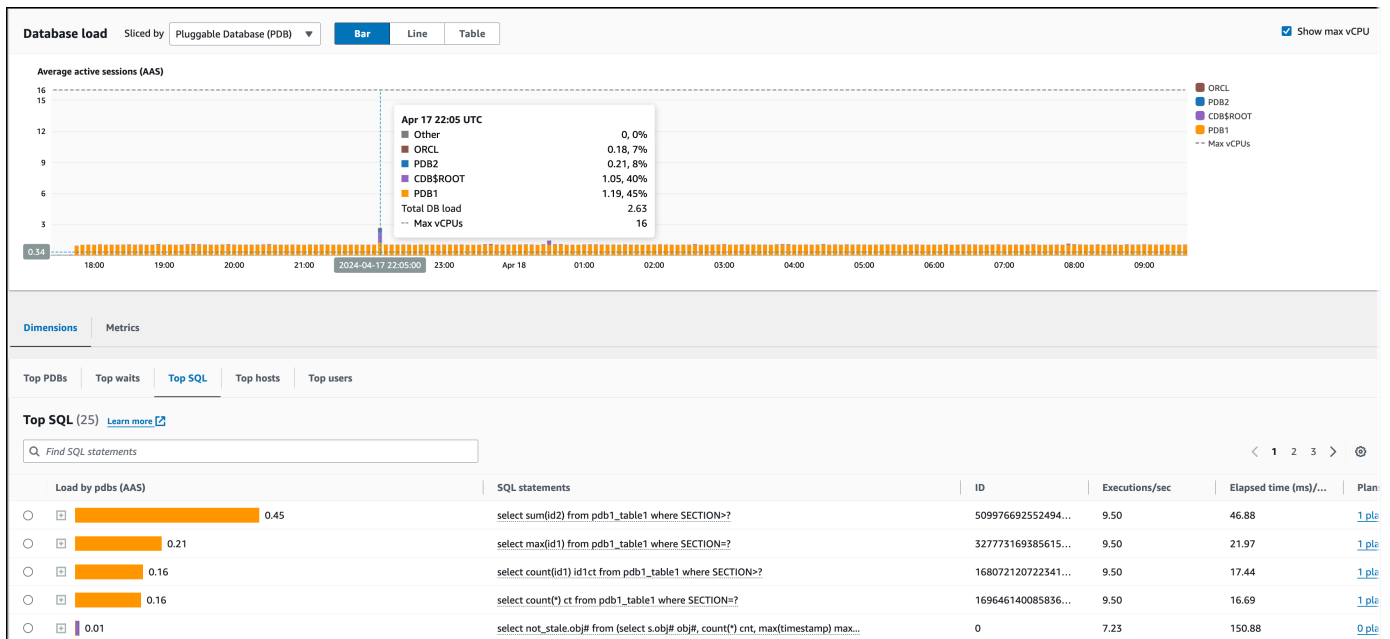 Database load Sliced by Pluggable Database (PDB) Bar Line Table Show max vCPU
Average active sessions (AAS)
16
15
12
9
6
3
0.34
18:00 19:00 20:00 21:00 2024-04-17 22:05:00 23:00 Apr 18 01:00 02:00 03:00 04:00 05:00 06:00 07:00 08:00 09:00
Apr 17 22:05 UTC
Other 0, 0%
ORCL 0.18, 7%
PDB2 0.21, 8%
CDB$ROOT 1.05, 40%
PDB1 1.19, 45%
Total DB load 2.63
Max vCPUs 16
ORCL
PDB2
CDB$ROOT
PDB1
Max vCPUs
Dimensions Metrics
Top PDBs Top waits Top SQL Top hosts Top users
Top SQL (25) Learn more
Find SQL statements
1 2 3
Load by pdbs (AAS) SQL statements ID Executions/sec Elapsed time (ms)/... Plan
0.45 select sum(id2) from pdb1_table1 where SECTION>? 509976692552494... 9.50 46.88 1 pla
0.21 select max(id1) from pdb1_table1 where SECTION=? 327773169385615... 9.50 21.97 1 pla
0.16 select count(id1) id1ct from pdb1_table1 where SECTION>? 168072120722341... 9.50 17.44 1 pla
0.16 select count(*) ct from pdb1_table1 where SECTION=? 169646140085836... 9.50 16.69 1 pla
0.01 select not_stale.obj# from (select s.obj# obj#, count(*) cnt, max(timestamp) max... 0 7.23 150.88 0 pla